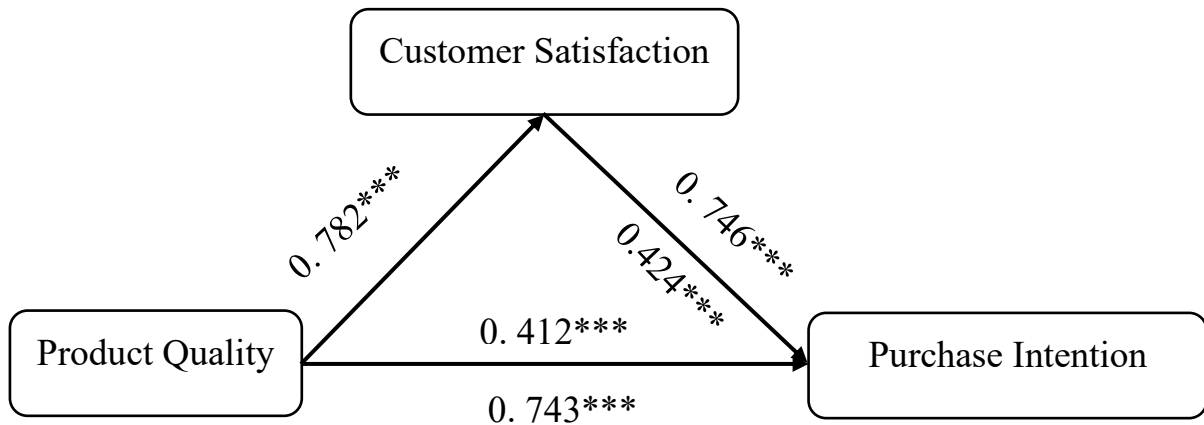 Customer Satisfaction
0. 782***
0. 746***
0.424***
Product Quality
0. 412***
Purchase Intention
0. 743***